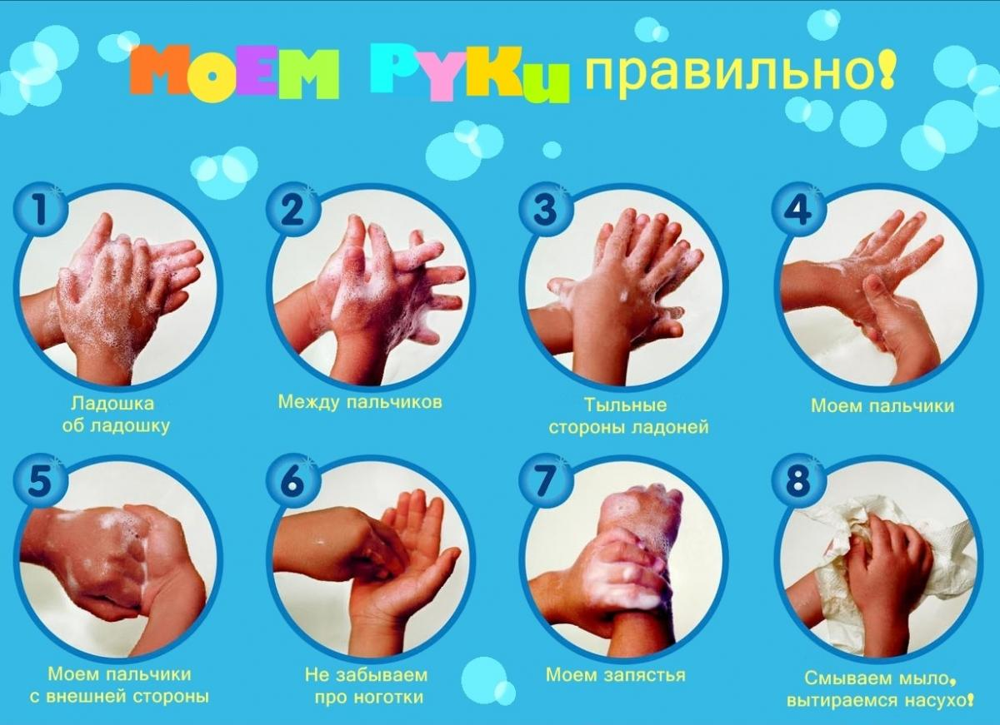 МоЕМ РУКи правильно!
1
2
3
4
Ладошка
об ладошку
Между пальчиков
Тыльные
стороны ладоней
Моем пальчики
5
6
7
8
Моем пальчики
с внешней стороны
Не забываем
про ноготки
Моем запястья
Смываем мыло,
вытираемся насухо!